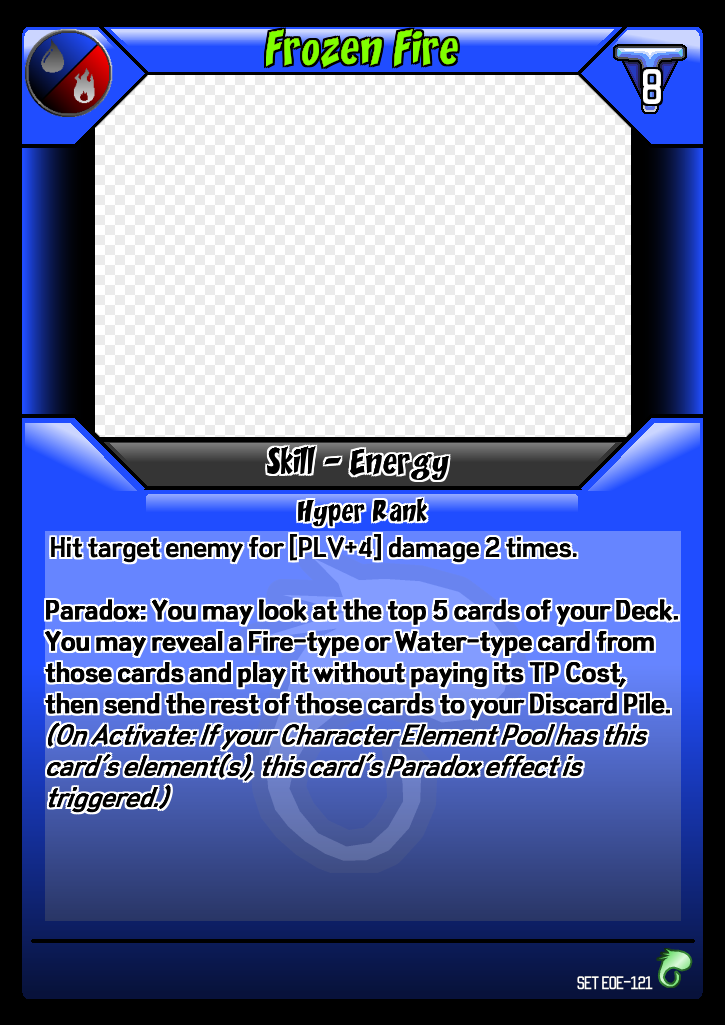 Frozen Fire
8
Skill - Energy
Hyper Rank
Hit target enemy for [PLV+4] damage 2 times.
Paradox: You may look at the top 5 cards of your Deck.
You may reveal a Fire-type or Water-type card from
those cards and play it without paying its TP Cost,
then send the rest of those cards to your Discard Pile.
(On Activate: If your Character Element Pool has this
card's element(s), this card's Paradox effect is
triggered.)
SET EOE-121